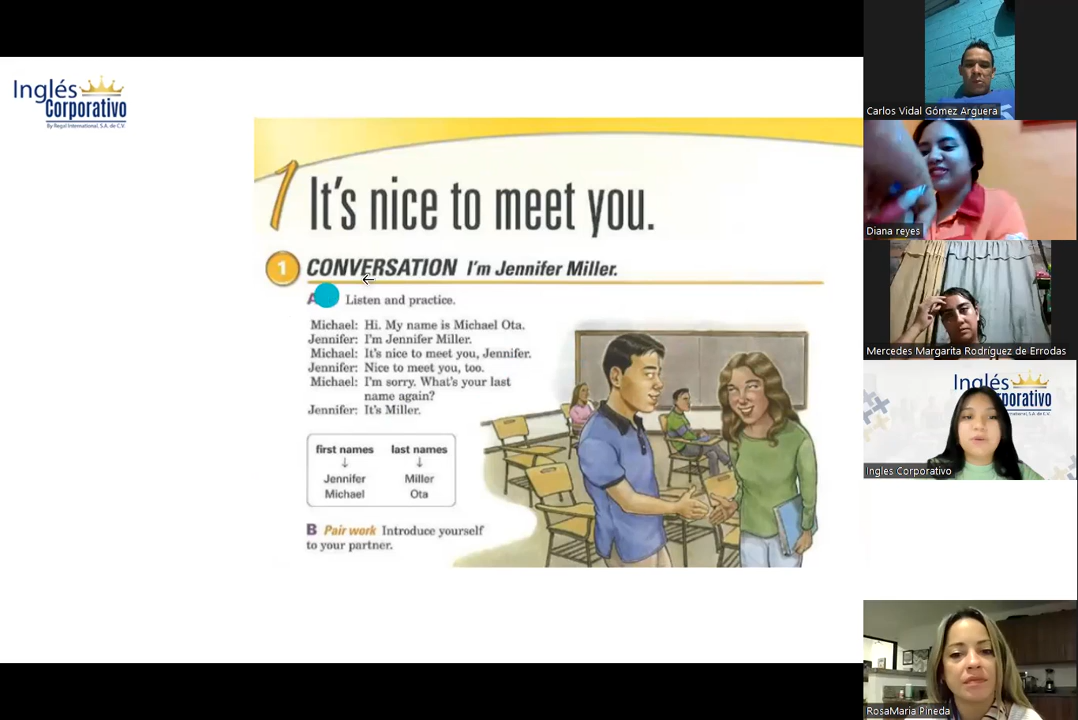 Inglés
Corporativo
By Regal International, S.A. de C.V.
1 It's nice to meet you.
1 CONVERSATION I'm Jennifer Miller.
A Listen and practice.
Michael: Hi. My name is Michael Ota.
Jennifer: I'm Jennifer Miller.
Michael: It's nice to meet you, Jennifer.
Jennifer: Nice to meet you, too.
Michael: I'm sorry. What's your last
name again?
Jennifer: It's Miller.
first names last names
↓ ↓
Jennifer Miller
Michael Ota
B Pair work Introduce yourself
to your partner.
Carlos Vidal Gómez Arguera
Diana reyes
Mercedes Margarita Rodríguez de Errodas
Inglés
orporativo
Ingles Corporativo
RosaMaria Pineda